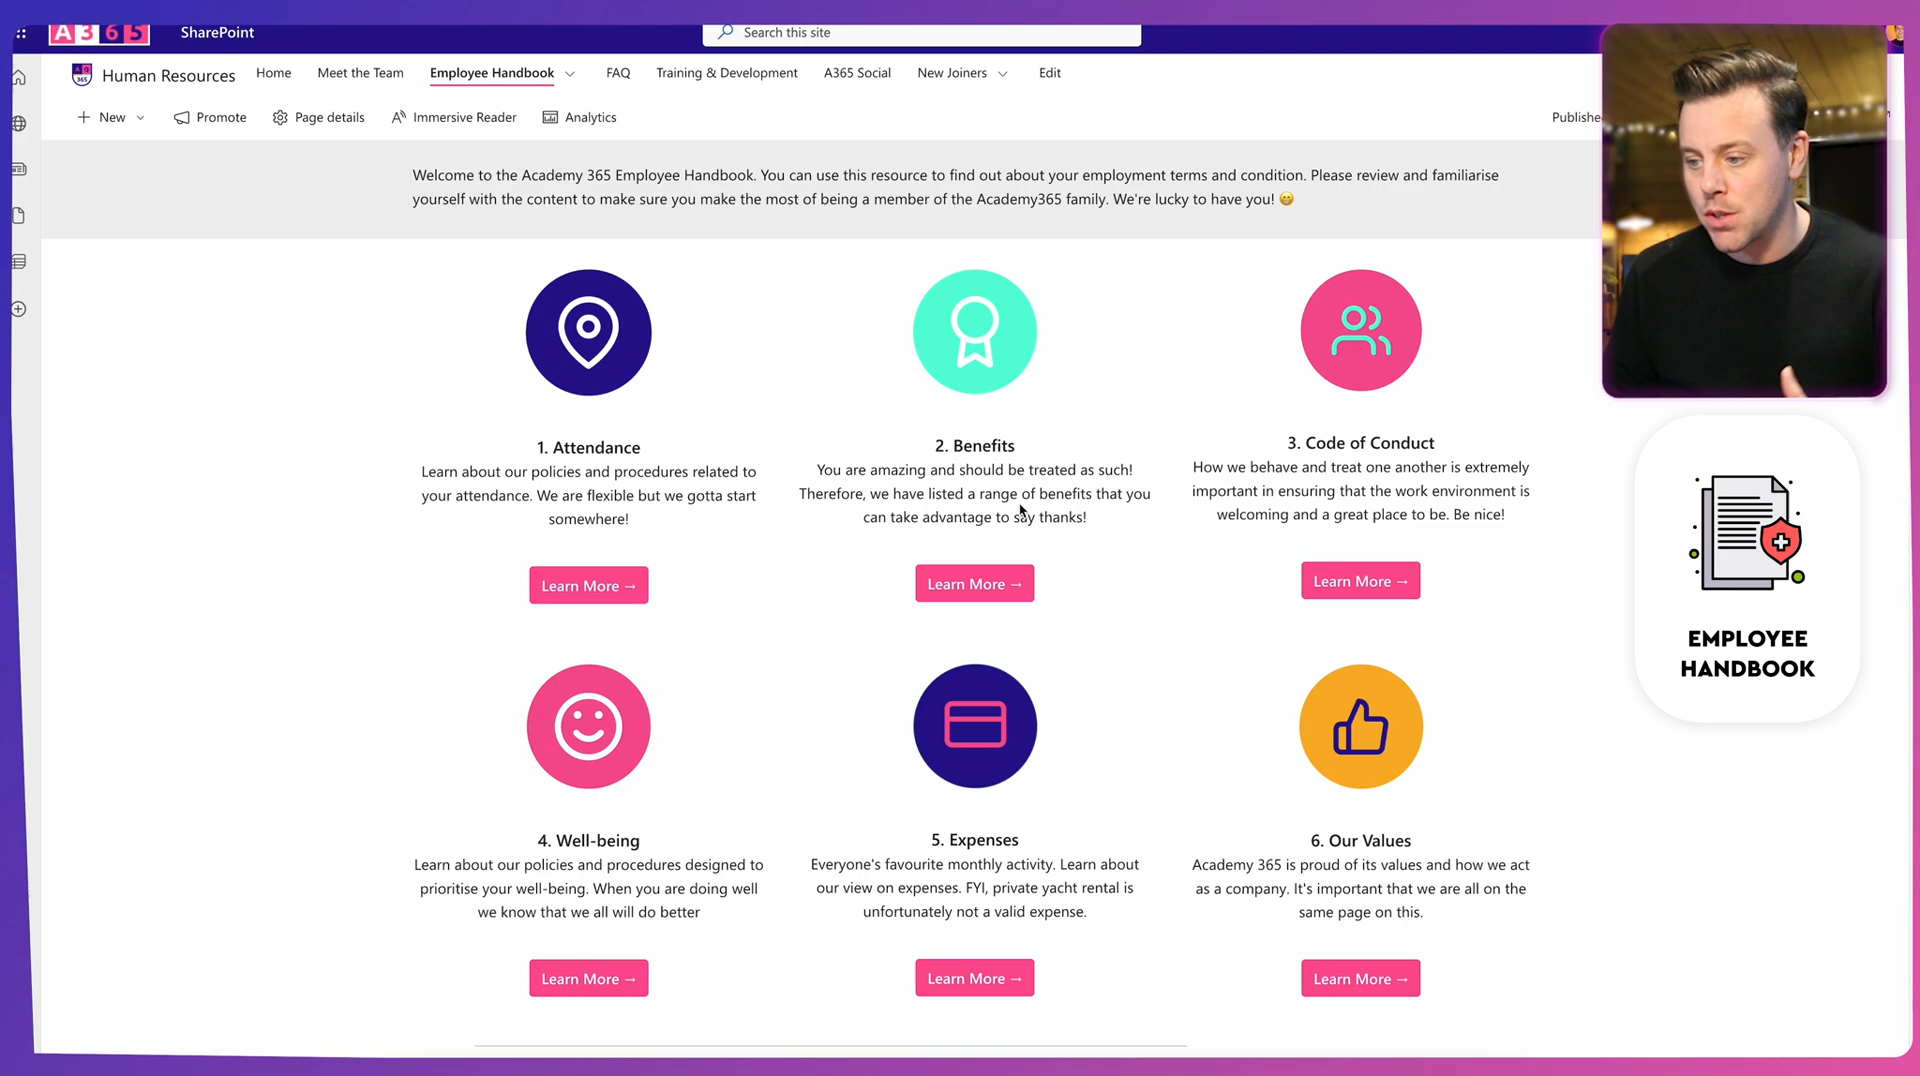 A365
SharePoint
Search this site
Human Resources
Home
Meet the Team
Employee Handbook
FAQ
Training & Development
A365 Social
New Joiners
Edit
New
Promote
Page details
Immersive Reader
Analytics
Welcome to the Academy 365 Employee Handbook. You can use this resource to find out about your employment terms and condition. Please review and familiarise
yourself with the content to make sure you make the most of being a member of the Academy365 family. We're lucky to have you! 😀
1. Attendance
Learn about our policies and procedures related to
your attendance. We are flexible but we gotta start
somewhere!
Learn More →
2. Benefits
You are amazing and should be treated as such!
Therefore, we have listed a range of benefits that you
can take advantage to say thanks!
Learn More →
3. Code of Conduct
How we behave and treat one another is extremely
important in ensuring that the work environment is
welcoming and a great place to be. Be nice!
Learn More →
4. Well-being
Learn about our policies and procedures designed to
prioritise your well-being. When you are doing well
we know that we all will do better
Learn More →
5. Expenses
Everyone's favourite monthly activity. Learn about
our view on expenses. FYI, private yacht rental is
unfortunately not a valid expense.
Learn More →
6. Our Values
Academy 365 is proud of its values and how we act
as a company. It's important that we are all on the
same page on this.
Learn More →
EMPLOYEE
HANDBOOK